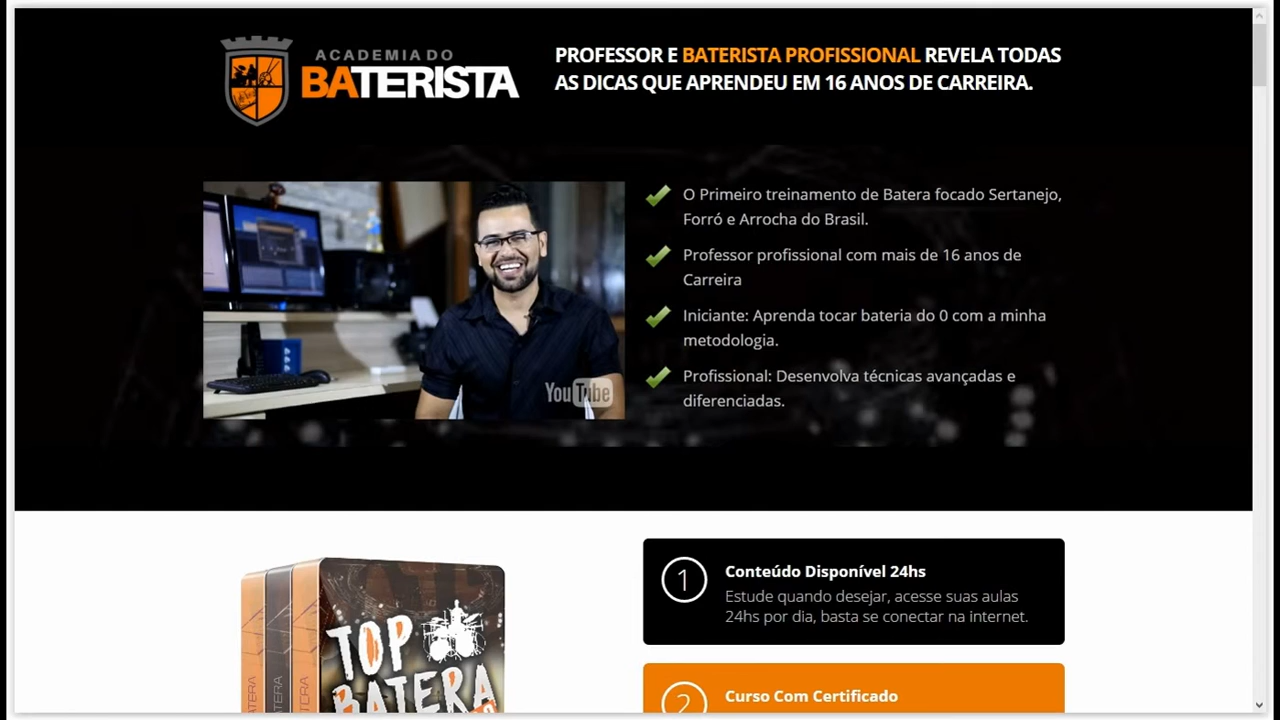 ACADEMIA DO
BATERISTA
PROFESSOR E BATERISTA PROFISSIONAL REVELA TODAS
AS DICAS QUE APRENDEU EM 16 ANOS DE CARREIRA.
YouTube
O Primeiro treinamento de Batera focado Sertanejo,
Forró e Arrocha do Brasil.
Professor profissional com mais de 16 anos de
Carreira
Iniciante: Aprenda tocar bateria do 0 com a minha
metodologia.
Profissional: Desenvolva técnicas avançadas e
diferenciadas.
TOP
BATERA
1
Conteúdo Disponível 24hs
Estude quando desejar, acesse suas aulas
24hs por dia, basta se conectar na internet.
2
Curso Com Certificado